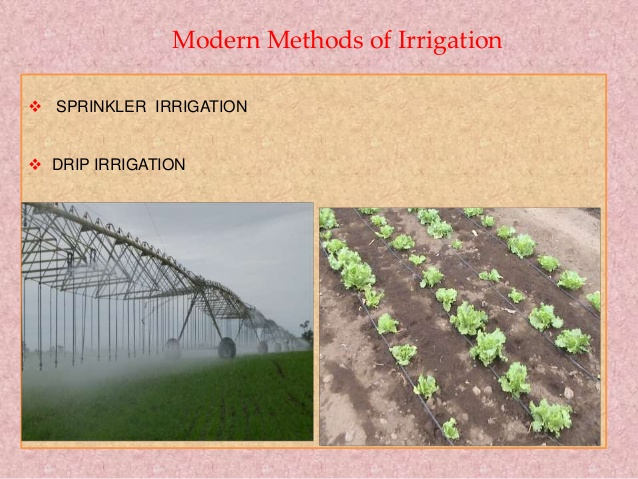 Modern Methods of Irrigation
SPRINKLER IRRIGATION
DRIP IRRIGATION